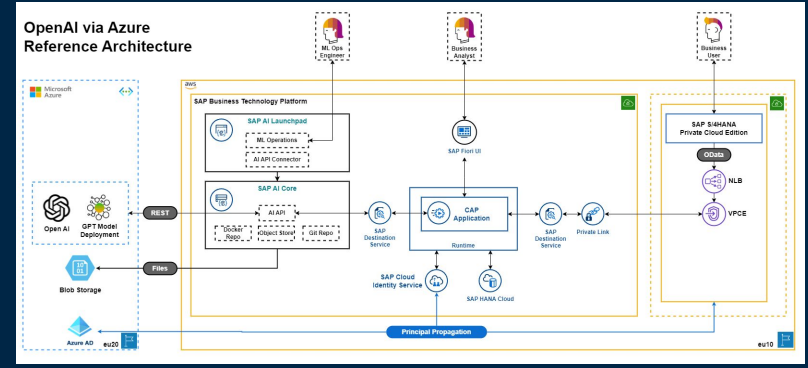 OpenAI via Azure
Reference Architecture
ML Ops
Engineer
Business
Analyst
Business
User
Microsoft
Azure
aws
SAP Business Technology Platform
SAP AI Launchpad
ML Operations
AI API Connector
SAP AI Core
AI API
Docker
Repo
Object Store
Git Repo
REST
Files
Open AI
GPT Model
Deployment
Blob Storage
Azure AD
eu20
SAP Fiori UI
SAP
Destination
Service
CAP
Application
Runtime
SAP
Destination
Service
Private Link
SAP Cloud
Identity Service
SAP HANA Cloud
Principal Propagation
SAP S/4HANA
Private Cloud Edition
OData
NLB
VPCE
eu10